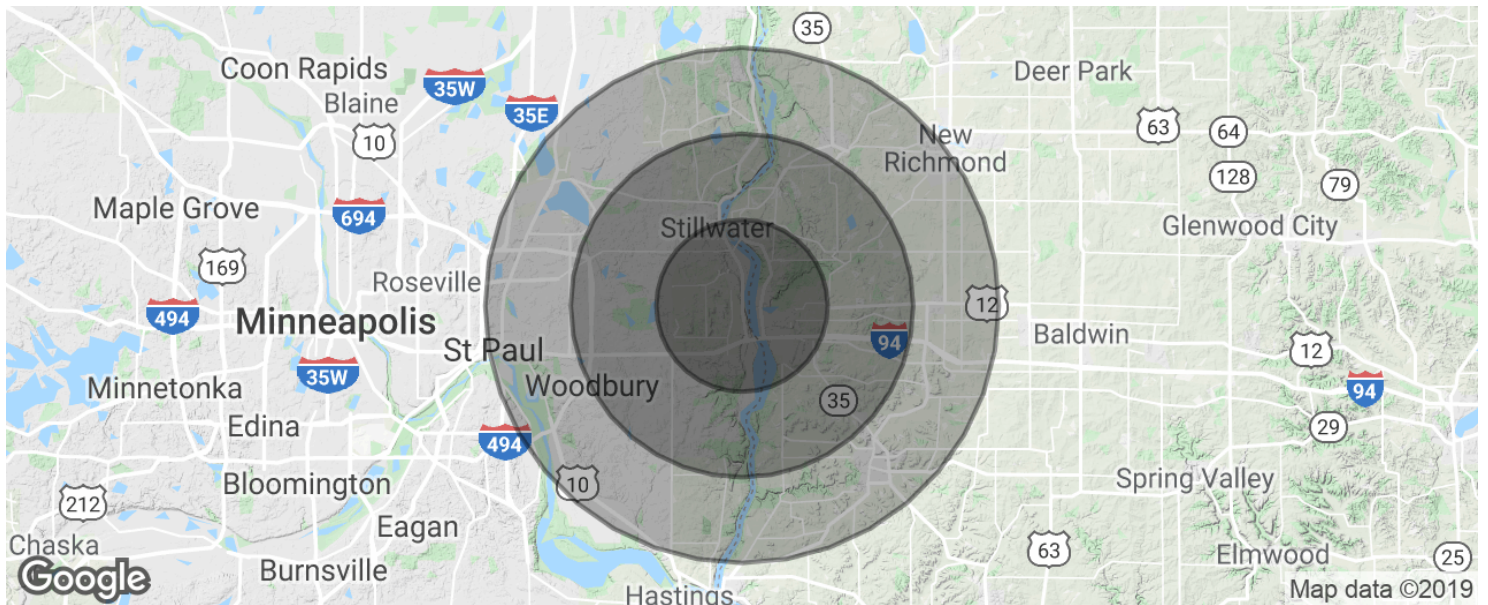 35
Coon Rapids
35W
Deer Park
Blaine
35E
10
63
64
New
Richmond
128
79
Maple Grove
694
Stillwater
Glenwood City
169
Roseville
12
494
Minneapolis
94
Baldwin
St Paul
12
35W
Minnetonka
Woodbury
94
35
Edina
29
494
Bloomington
10
Spring Valley
212
Eagan
Chaska
63
Elmwood
25
Burnsville
Google
Hastings
Map data ©2019